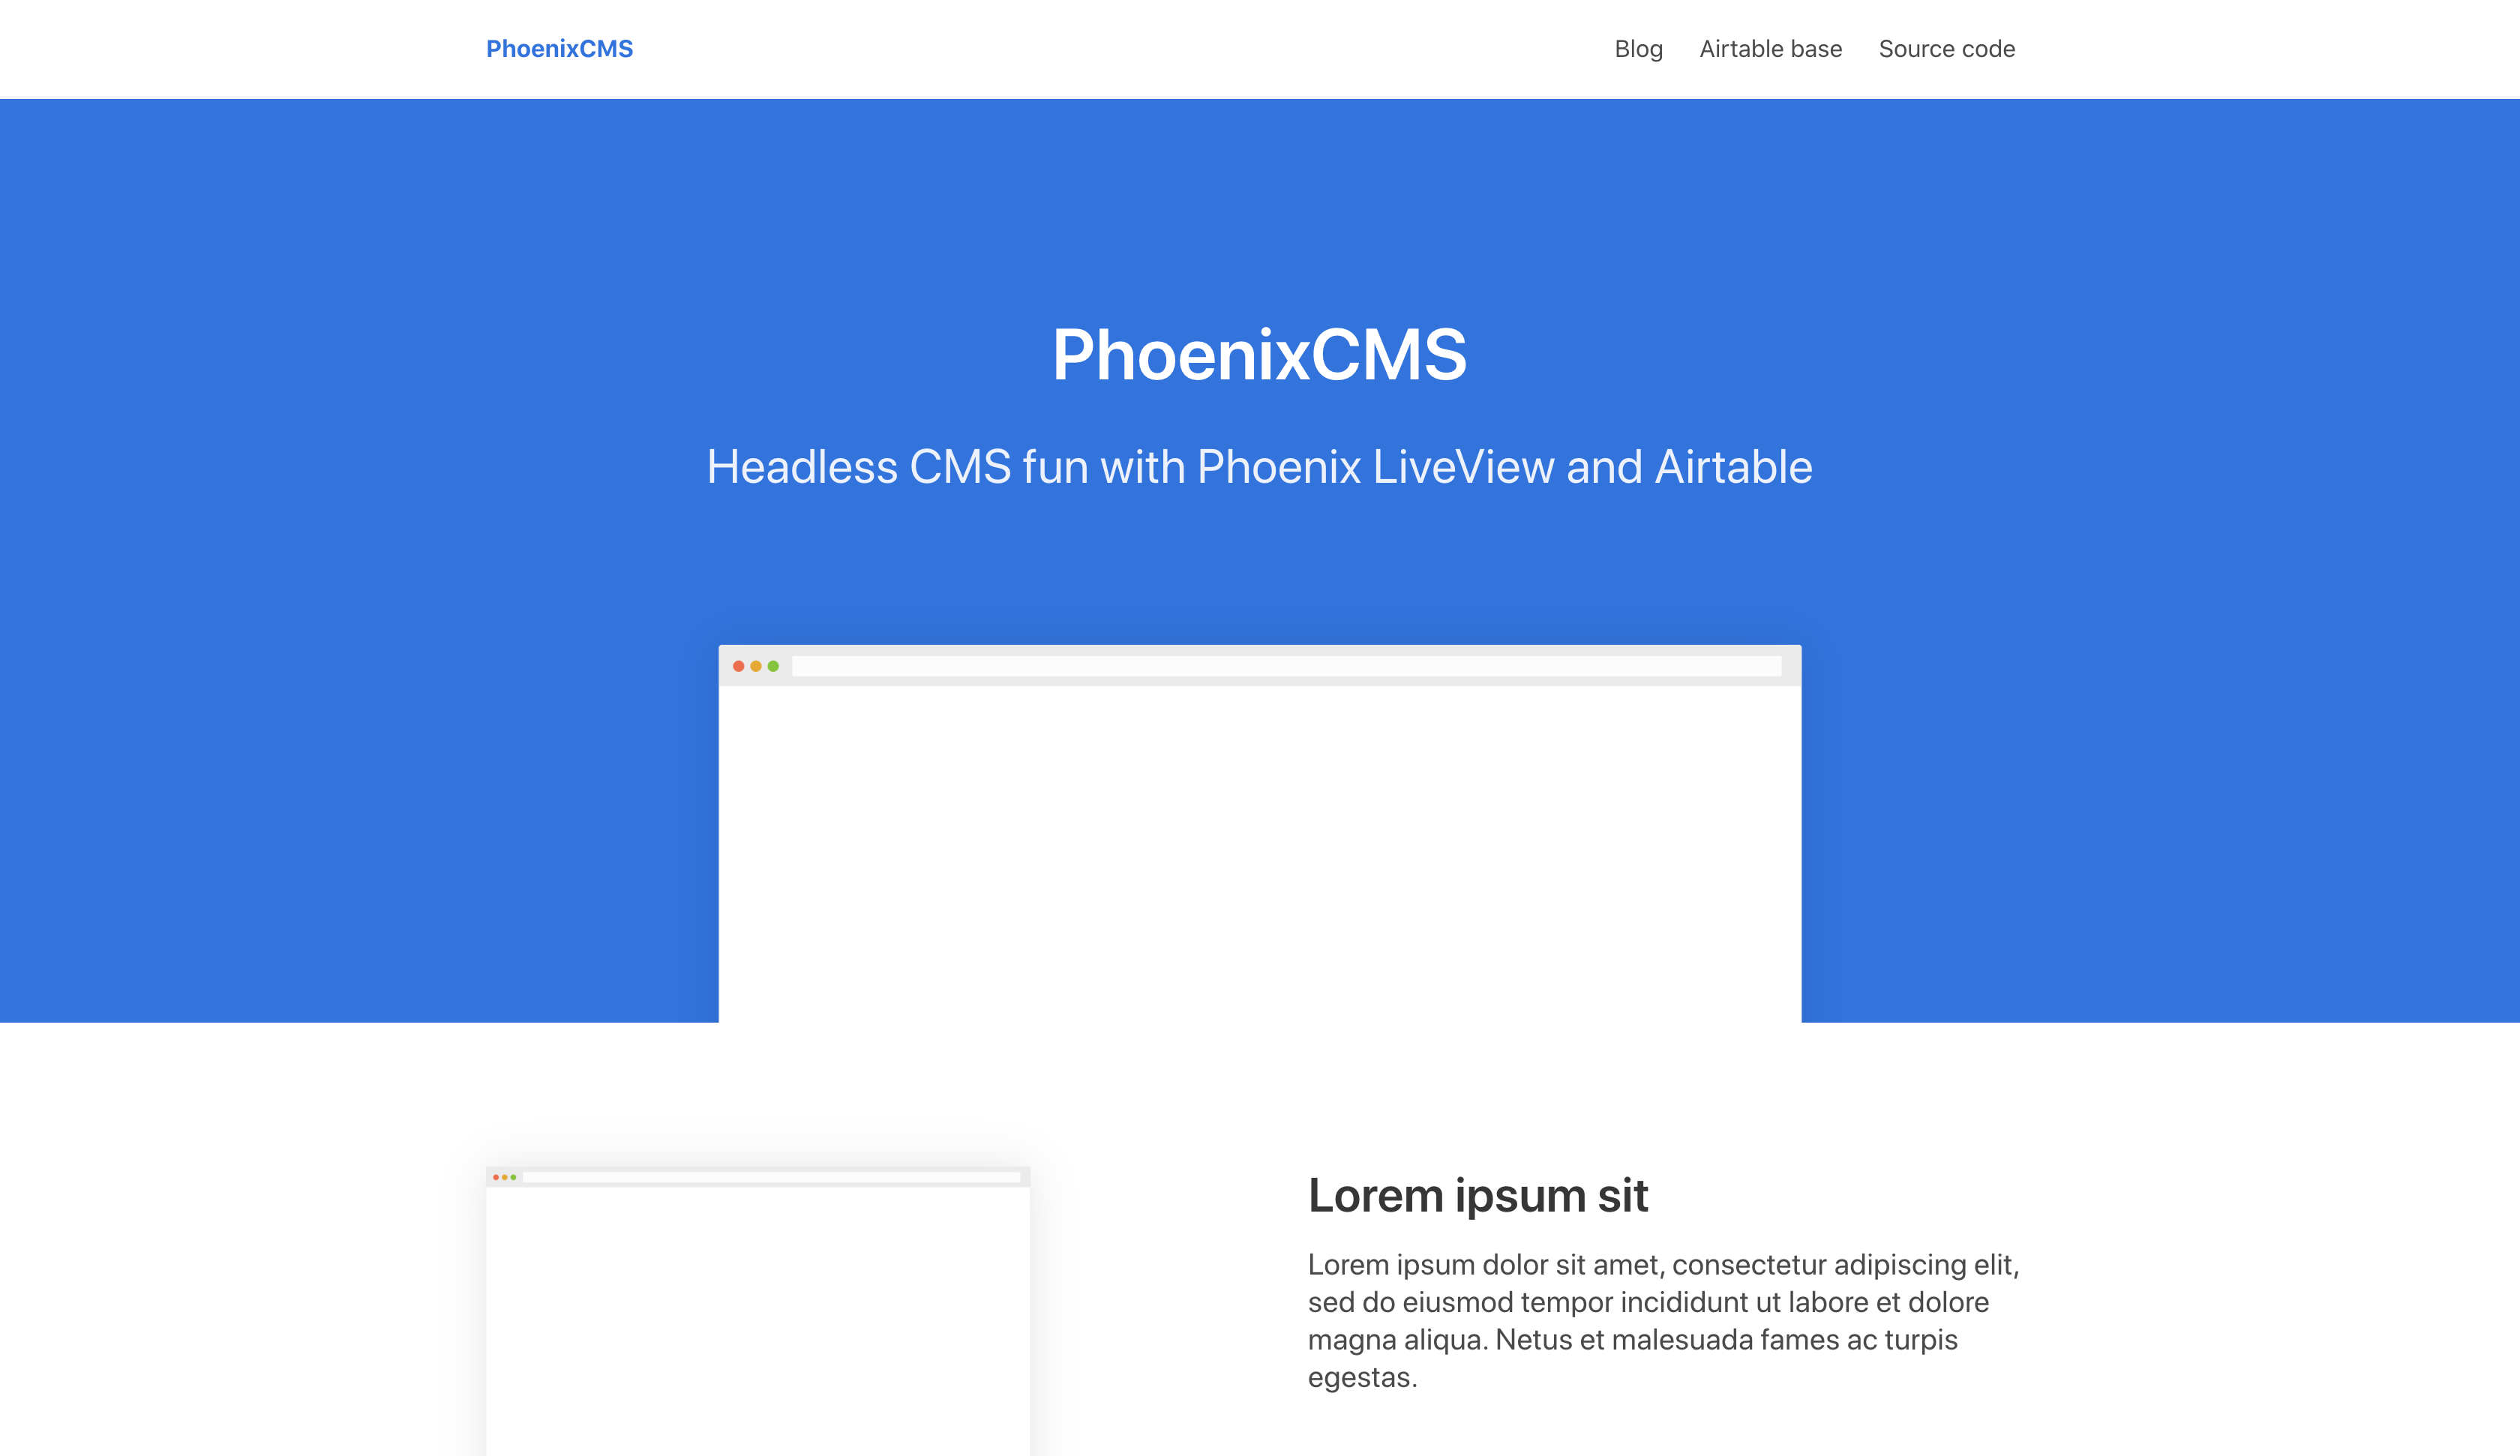 PhoenixCMS
Blog
Airtable base
Source code
PhoenixCMS
Headless CMS fun with Phoenix LiveView and Airtable
Lorem ipsum sit
Lorem ipsum dolor sit amet, consectetur adipiscing elit,
sed do eiusmod tempor incididunt ut labore et dolore
magna aliqua. Netus et malesuada fames ac turpis
egestas.